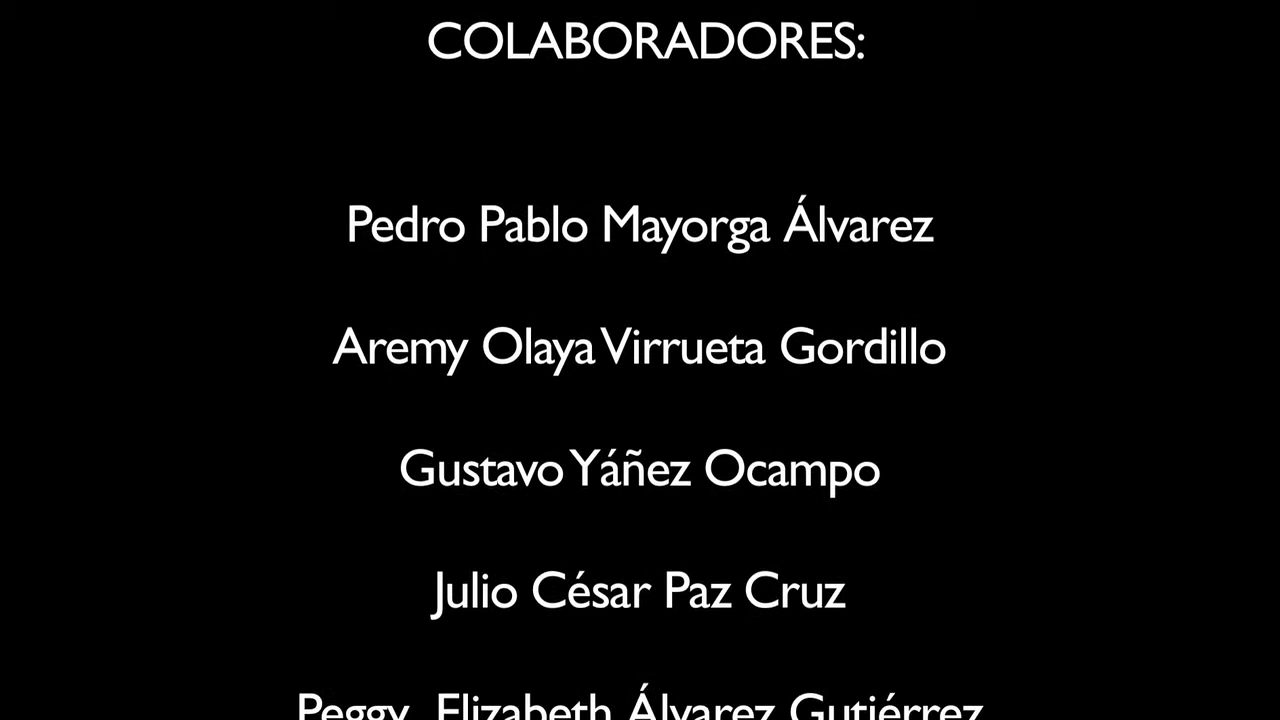 COLABORADORES:
Pedro Pablo Mayorga Álvarez
Aremy Olaya Virrueta Gordillo
Gustavo Yáñez Ocampo
Julio César Paz Cruz
Peggy Elizabeth Álvarez Gutiérrez